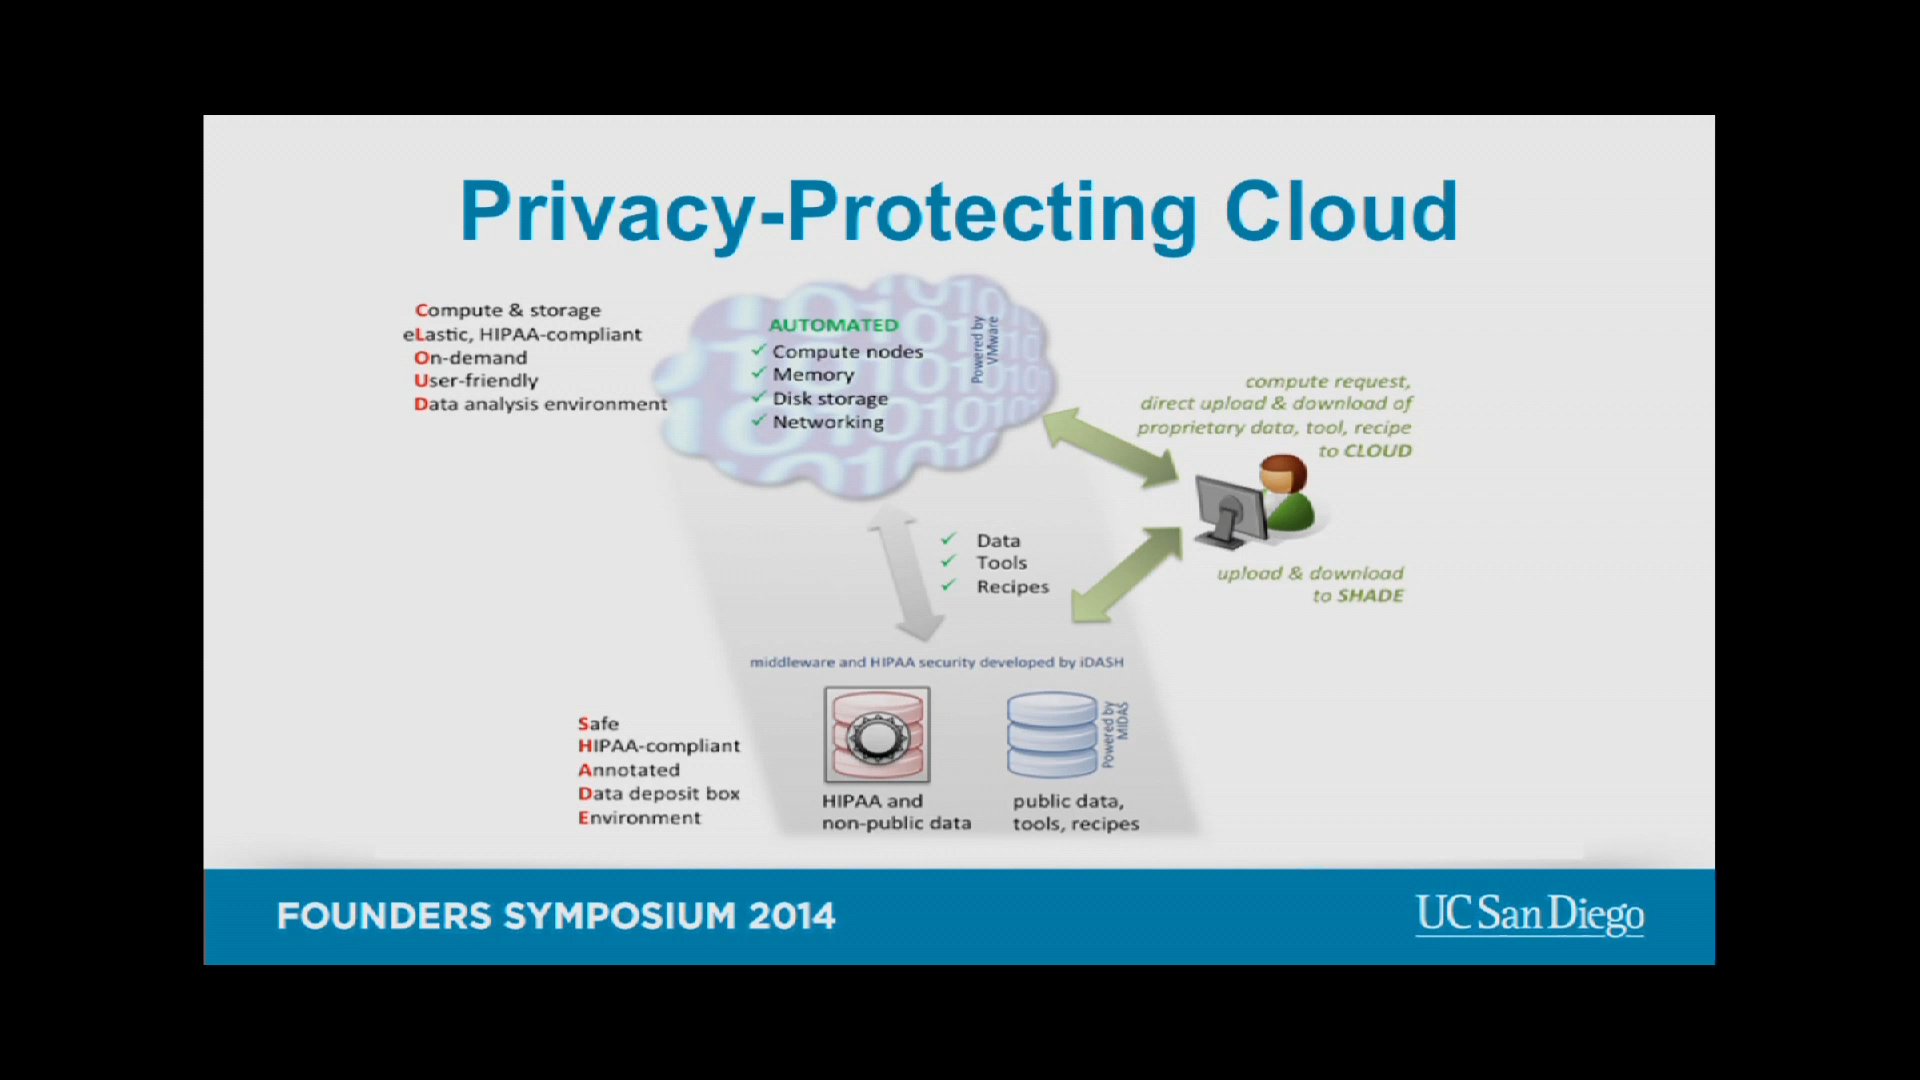 Privacy-Protecting Cloud
Compute & storage
eLastic, HIPAA-compliant
On-demand
User-friendly
Data analysis environment
AUTOMATED
Compute nodes
Memory
Disk storage
Networking
Powered by
VMware
compute request,
direct upload & download of
proprietary data, tool, recipe
to CLOUD
Data
Tools
Recipes
upload & download
to SHADE
middleware and HIPAA security developed by iDASH
Safe
HIPAA-compliant
Annotated
Data deposit box
Environment
HIPAA and
non-public data
Powered by
MIDAS
public data,
tools, recipes
FOUNDERS SYMPOSIUM 2014
UC San Diego